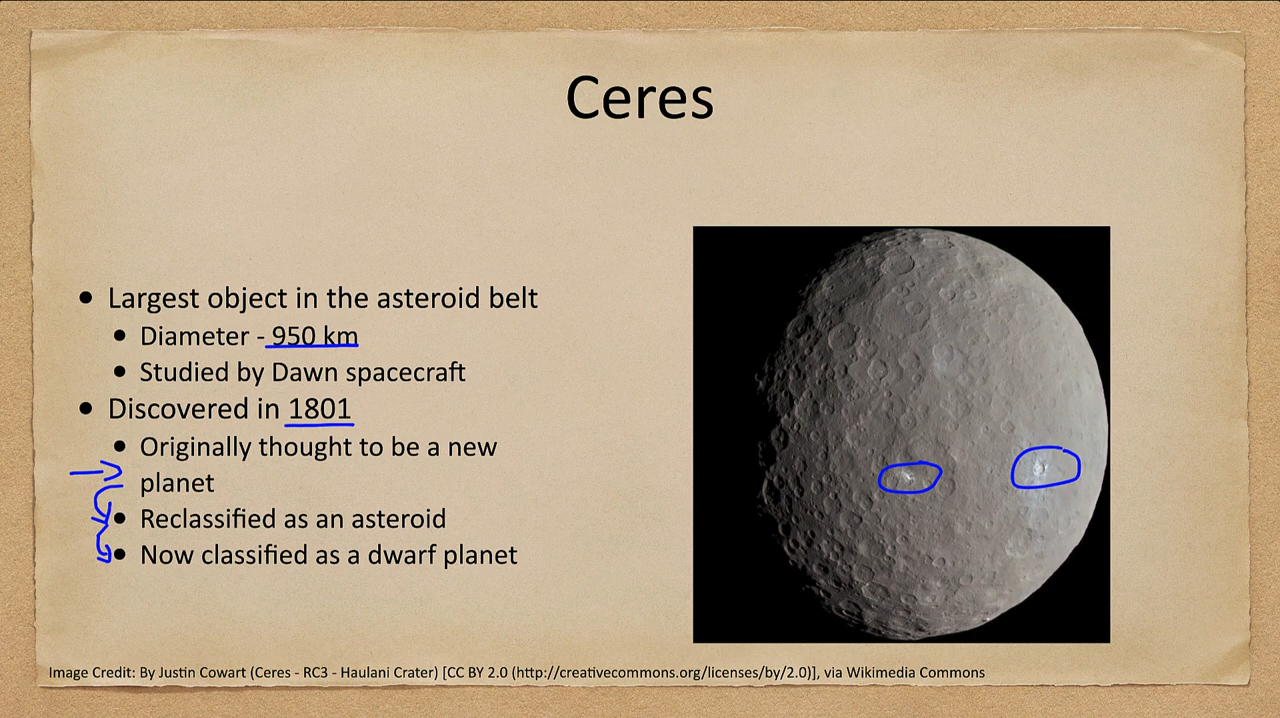 Ceres
• Largest object in the asteroid belt
• Diameter - 950 km
• Studied by Dawn spacecraft
• Discovered in 1801
• Originally thought to be a new
planet
• Reclassified as an asteroid
• Now classified as a dwarf planet
Image Credit: By Justin Cowart (Ceres - RC3 - Haulani Crater) [CC BY 2.0 (http://creativecommons.org/licenses/by/2.0)], via Wikimedia Commons